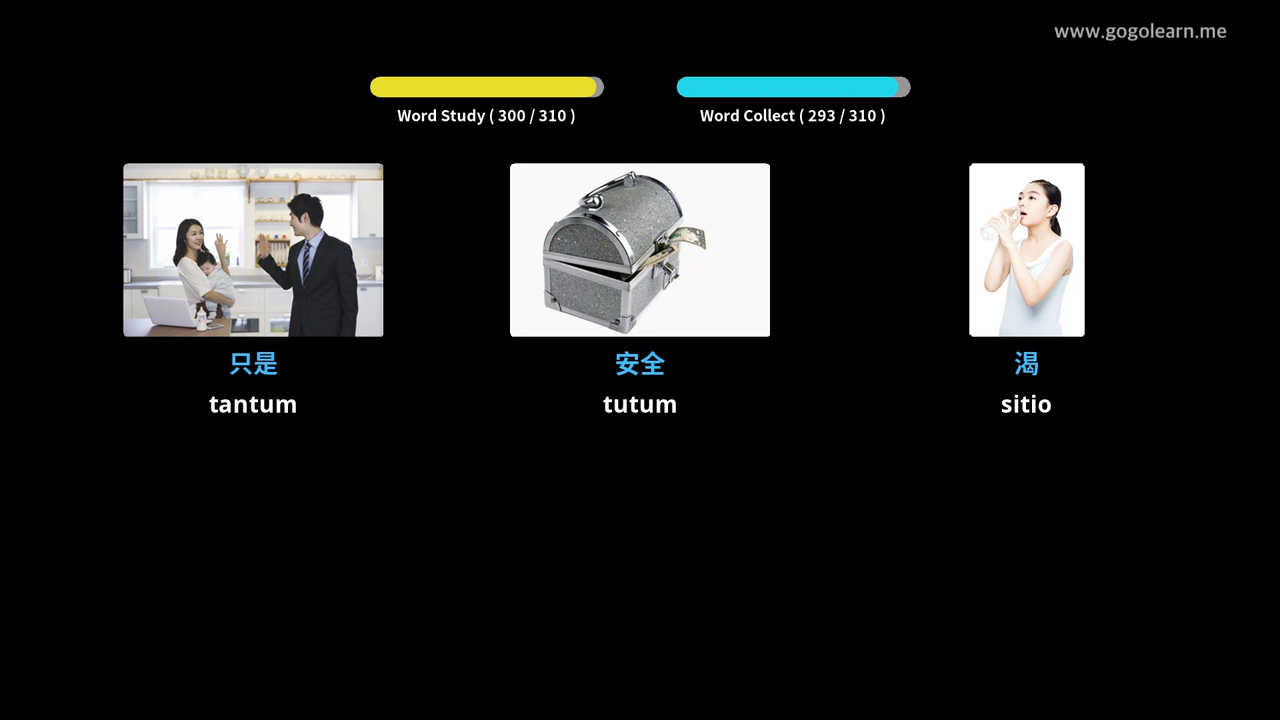 www.gogolearn.me
Word Study ( 300 / 310 )
Word Collect ( 293 / 310 )
只是
安全
渴
tantum
tutum
sitio